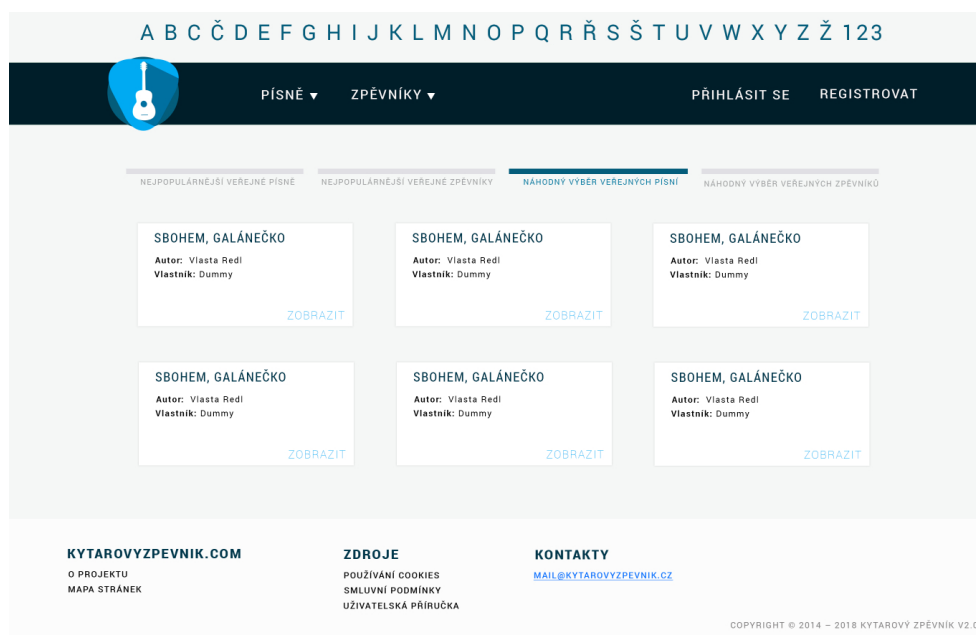 A B C Č D E F G H I J K L M N O P Q R Ř S Š T U V W X Y Z Ž 123
PÍSNĚ ▼ ZPĚVNÍKY ▼ PŘIHLÁSIT SE REGISTROVAT
NEJPOPULÁRNĚJŠÍ VEŘEJNÉ PÍSNĚ NEJPOPULÁRNĚJŠÍ VEŘEJNÉ ZPĚVNÍKY NÁHODNÝ VÝBĚR VEŘEJNÝCH PÍSNÍ NÁHODNÝ VÝBĚR VEŘEJNÝCH ZPĚVNÍKŮ
SBOHEM, GALÁNEČKO SBOHEM, GALÁNEČKO SBOHEM, GALÁNEČKO
Autor: Vlasta Redl Autor: Vlasta Redl Autor: Vlasta Redl
Vlastník: Dummy Vlastník: Dummy Vlastník: Dummy
ZOBRAZIT ZOBRAZIT ZOBRAZIT
SBOHEM, GALÁNEČKO SBOHEM, GALÁNEČKO SBOHEM, GALÁNEČKO
Autor: Vlasta Redl Autor: Vlasta Redl Autor: Vlasta Redl
Vlastník: Dummy Vlastník: Dummy Vlastník: Dummy
ZOBRAZIT ZOBRAZIT ZOBRAZIT
KYTAROVYZPEVNIK.COM
O PROJEKTU
MAPA STRÁNEK
ZDROJE
POUŽÍVÁNÍ COOKIES
SMLUVNÍ PODMÍNKY
UŽIVATELSKÁ PŘÍRUČKA
KONTAKTY
MAIL@KYTAROVYZPEVNIK.CZ
COPYRIGHT © 2014 – 2018 KYTAROVÝ ZPĚVNÍK V2.0